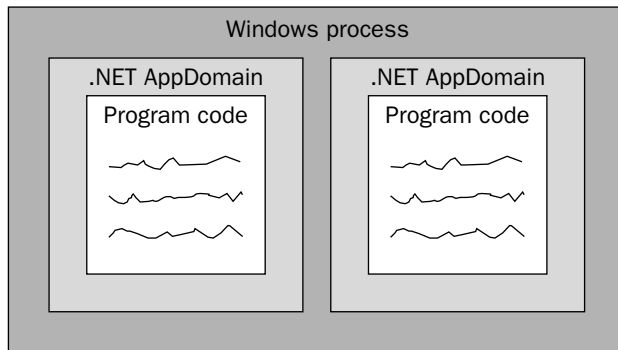 Windows process
.NET AppDomain
Program code
.NET AppDomain
Program code